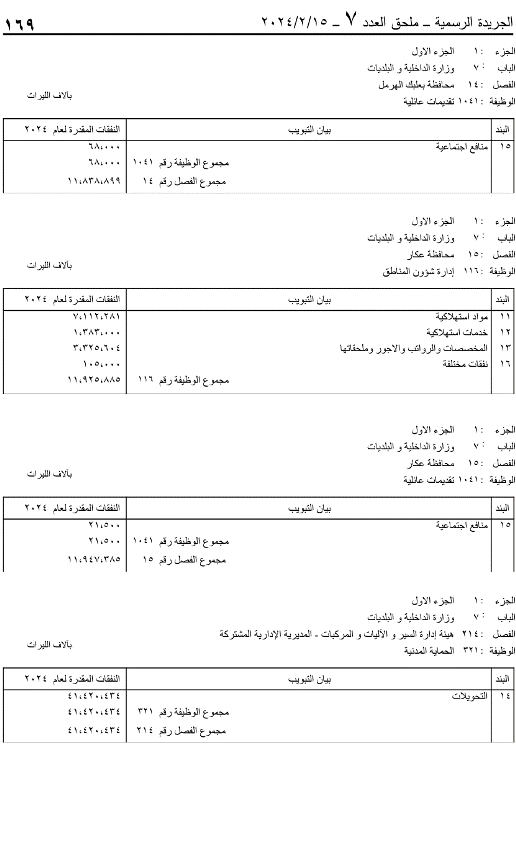 الجريدة الرسمية – ملحق العدد ٧ – ٢٠٢٤/٢/١٥ ١٦٩
الجزء : ١ الجزء الاول
الباب : ٧ وزارة الداخلية و البلديات
الفصل : ١٤ محافظة بعلبك الهرمل
الوظيفة : ١٠٤١ تقديمات عائلية
بآلاف الليرات
البند بيان التبويب النفقات المقدرة لعام ٢٠٢٤
١٥ منافع اجتماعية ٦٨،٠٠٠
مجموع الوظيفة رقم ١٠٤١ ٦٨،٠٠٠
مجموع الفصل رقم ١٤ ١١،٨٣٨،٨٩٩
الجزء : ١ الجزء الاول
الباب : ٧ وزارة الداخلية و البلديات
الفصل : ١٥ محافظة عكار
الوظيفة : ١١٦ إدارة شؤون المناطق
بآلاف الليرات
البند بيان التبويب النفقات المقدرة لعام ٢٠٢٤
١١ مواد استهلاكية ٧،١١٢،٢٨١
١٢ خدمات استهلاكية ١،٣٨٣،٠٠٠
١٣ المخصصات والرواتب والاجور وملحقاتها ٣،٣٢٥،٦٠٤
١٦ نفقات مختلفة ١٠٥،٠٠٠
مجموع الوظيفة رقم ١١٦ ١١،٩٢٥،٨٨٥
الجزء : ١ الجزء الاول
الباب : ٧ وزارة الداخلية و البلديات
الفصل : ١٥ محافظة عكار
الوظيفة : ١٠٤١ تقديمات عائلية
بآلاف الليرات
البند بيان التبويب النفقات المقدرة لعام ٢٠٢٤
١٥ منافع اجتماعية ٢١،٥٠٠
مجموع الوظيفة رقم ١٠٤١ ٢١،٥٠٠
مجموع الفصل رقم ١٥ ١١،٩٤٧،٣٨٥
الجزء : ١ الجزء الاول
الباب : ٧ وزارة الداخلية و البلديات
الفصل : ٢١٤ هيئة إدارة السير و الآليات و المركبات - المديرية الإدارية المشتركة
الوظيفة : ٣٢١ الحماية المدنية
بآلاف الليرات
البند بيان التبويب النفقات المقدرة لعام ٢٠٢٤
١٤ التحويلات ٤١،٤٢٠،٤٣٤
مجموع الوظيفة رقم ٣٢١ ٤١،٤٢٠،٤٣٤
مجموع الفصل رقم ٢١٤ ٤١،٤٢٠،٤٣٤